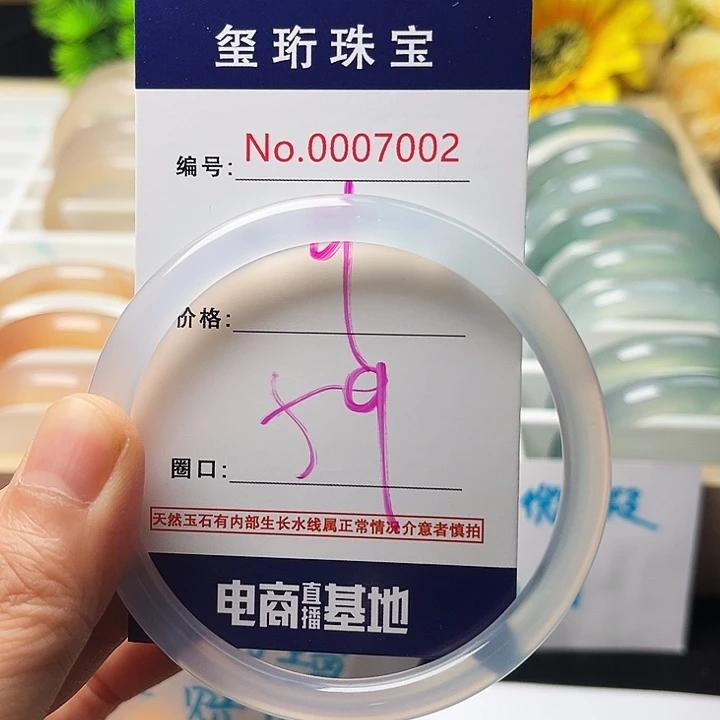 玺珩珠宝
编号: No.0007002
价格:
圈口:
天然玉石有内部生长水线属正常情况介意者慎拍
电商直播基地